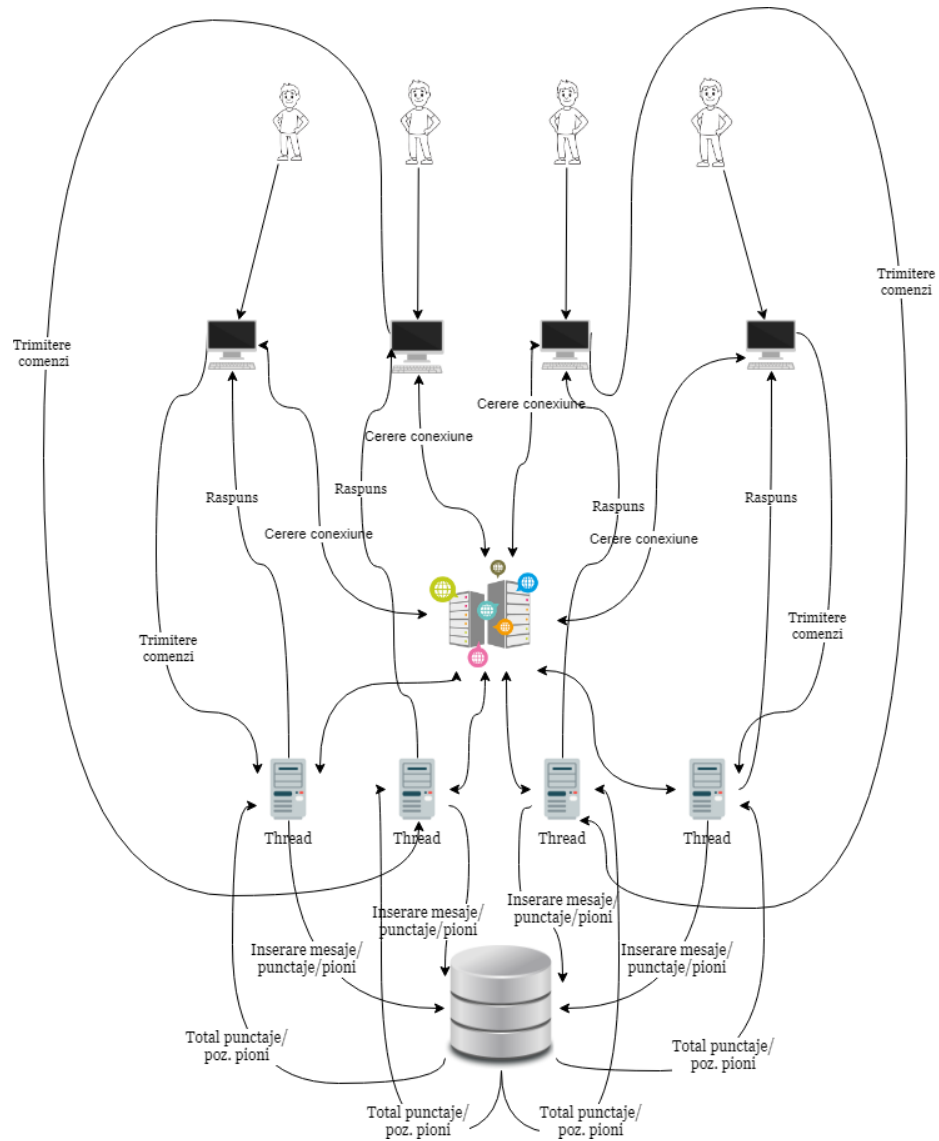 Trimitere
comenzi
Trimitere
comenzi
Cerere conexiune
Cerere conexiune
Raspuns
Raspuns
Raspuns
Raspuns
Cerere conexiune
Cerere conexiune
Trimitere
comenzi
Trimitere
comenzi
Thread
Thread
Thread
Thread
Inserare mesaje/
punctaje/pioni
Inserare mesaje/
punctaje/pioni
Inserare mesaje/
punctaje/pioni
Inserare mesaje/
punctaje/pioni
Total punctaje/
poz. pioni
Total punctaje/
poz. pioni
Total punctaje/
poz. pioni
Total punctaje/
poz. pioni